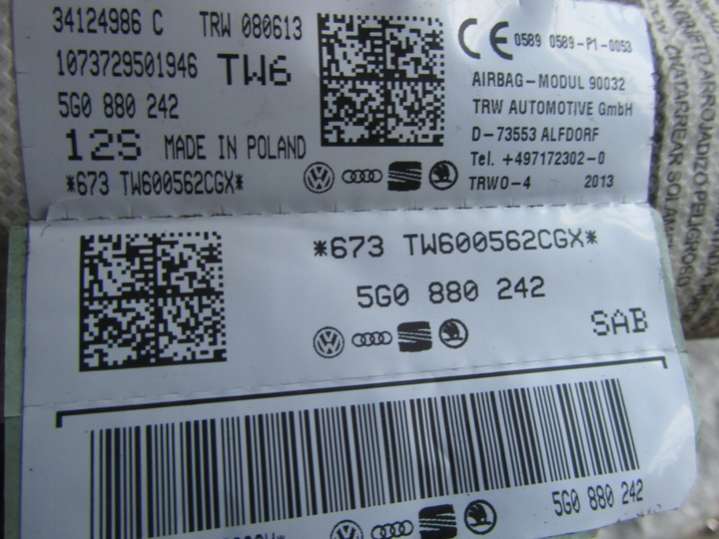 34124986 C TRW 080613
1073729501946 TW6
5G0 880 242
12S MADE IN POLAND
*673 TW600562CGX*
CE 0589 0589-P1-0053
AIRBAG-MODUL 90032
TRW AUTOMOTIVE GmbH
D-73553 ALFDORF
Tel. +497172302-0
TRWO-4 2013
*673 TW600562CGX*
5G0 880 242
SAB
5G0 880 242